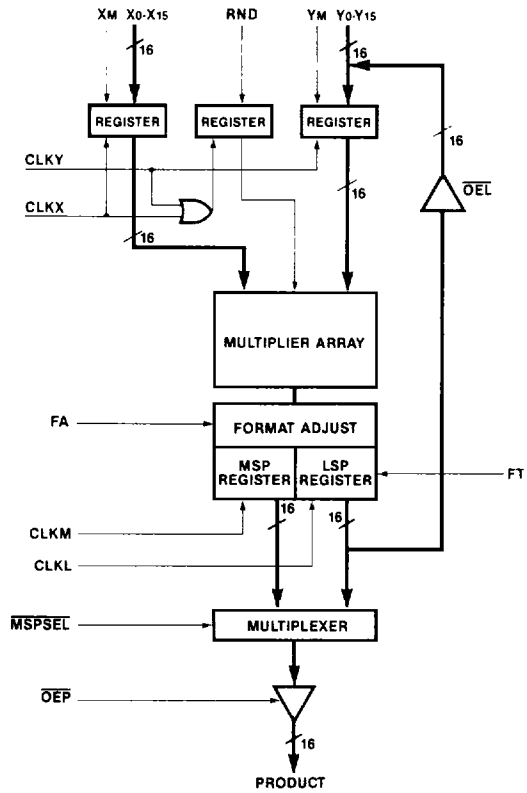 XM X0-X15 RND YM Y0-Y15
16 16
REGISTER REGISTER REGISTER
16
CLKY
OEL
16
CLKX
16
MULTIPLIER ARRAY
FA
FORMAT ADJUST
MSP REGISTER
LSP REGISTER
FT
16 16
CLKM
CLKL
MSPSEL
MULTIPLEXER
OEP
16
PRODUCT